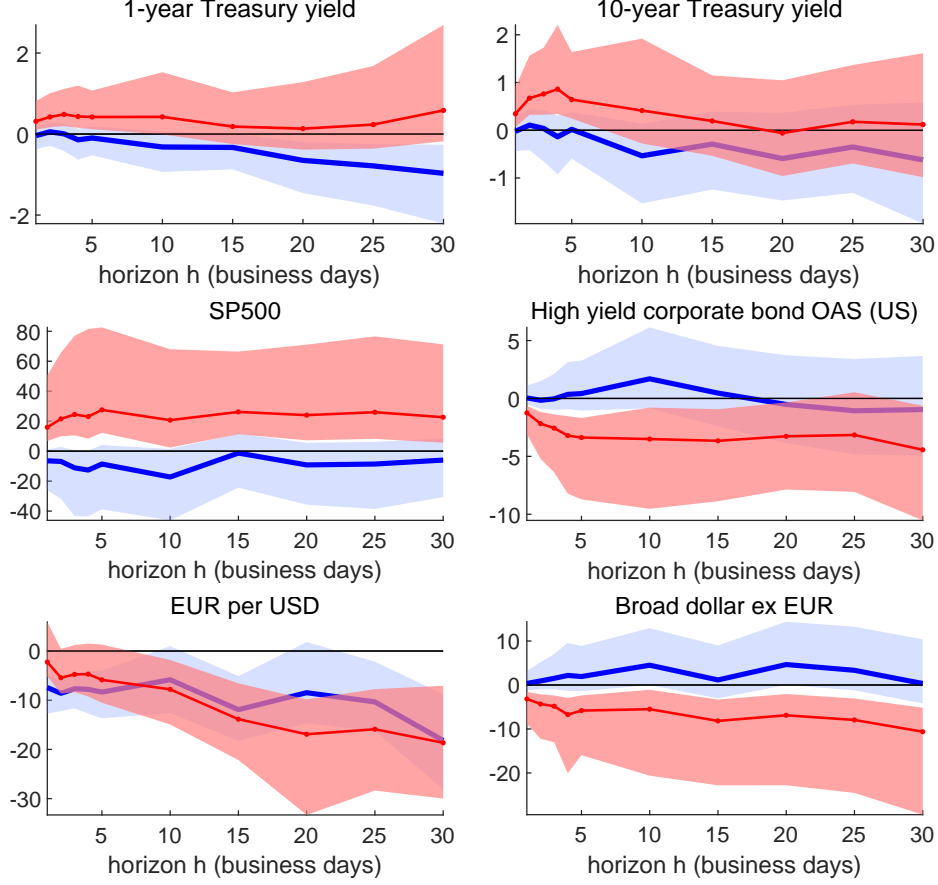 1-year Treasury yield
2
0
-2
5 10 15 20 25 30
horizon h (business days)
10-year Treasury yield
2
1
0
-1
5 10 15 20 25 30
horizon h (business days)
SP500
80
60
40
20
0
-20
-40
5 10 15 20 25 30
horizon h (business days)
High yield corporate bond OAS (US)
5
0
-5
-10
5 10 15 20 25 30
horizon h (business days)
EUR per USD
0
-10
-20
-30
5 10 15 20 25 30
horizon h (business days)
Broad dollar ex EUR
10
0
-10
-20
5 10 15 20 25 30
horizon h (business days)